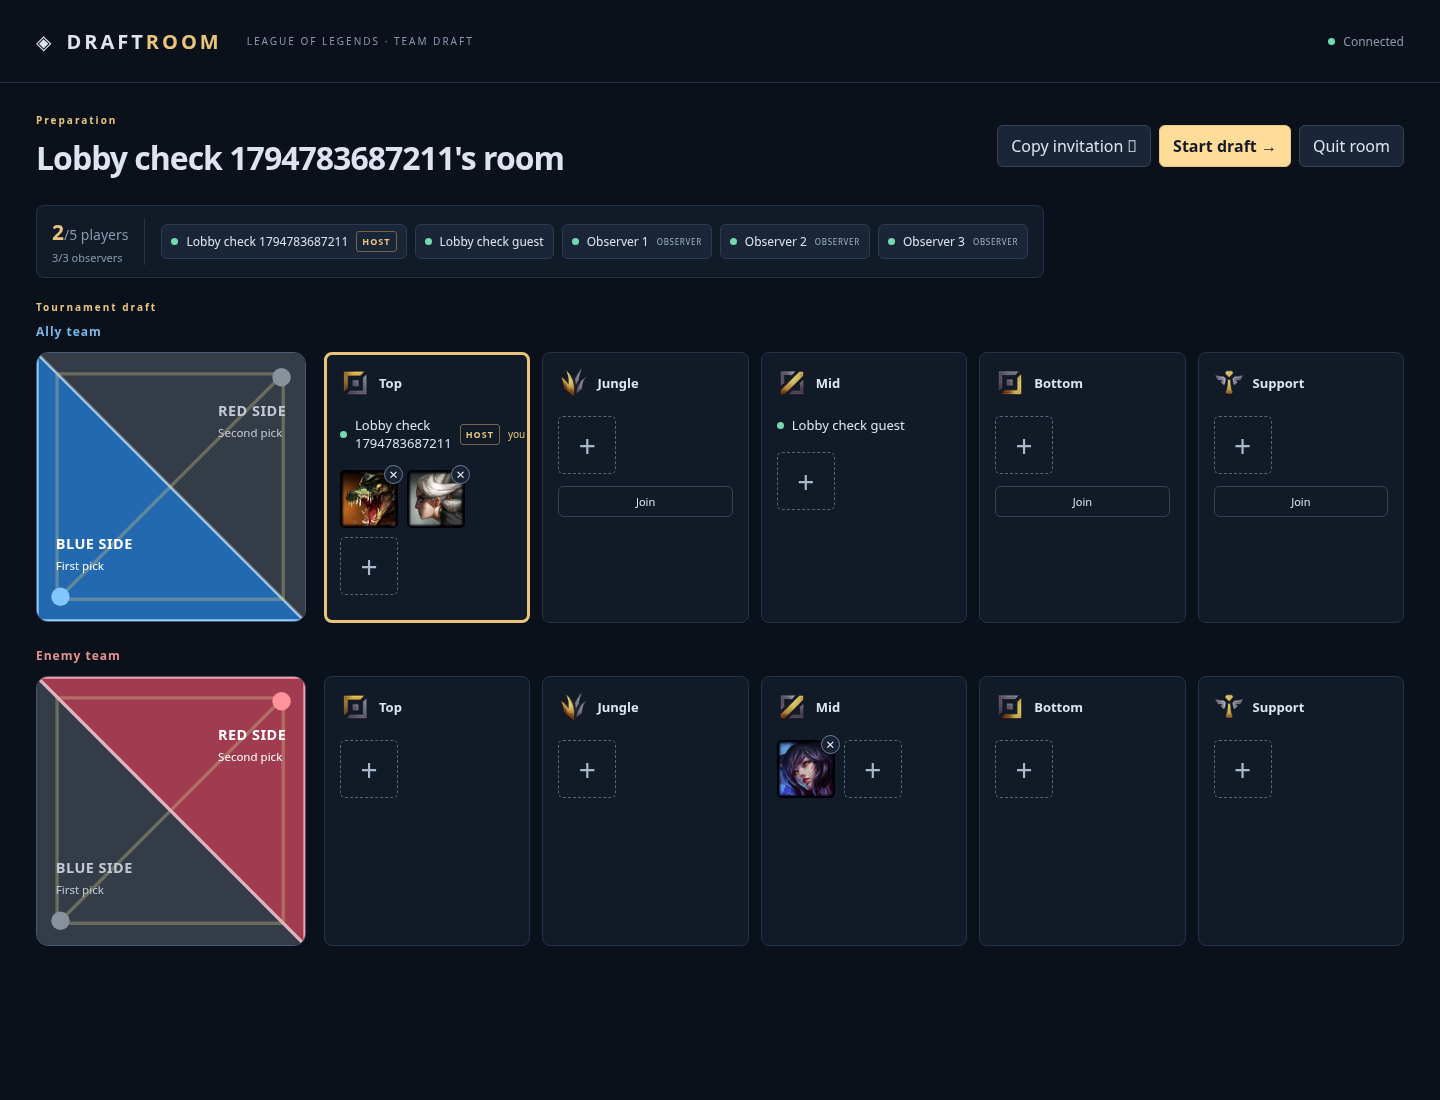 ◈ DRAFTROOM LEAGUE OF LEGENDS · TEAM DRAFT Connected
Preparation
Lobby check 1794783687211's room
Copy invitation Start draft → Quit room
2/5 players
3/3 observers
Lobby check 1794783687211 HOST Lobby check guest Observer 1 OBSERVER Observer 2 OBSERVER Observer 3 OBSERVER
Tournament draft
Ally team
RED SIDE
Second pick
BLUE SIDE
First pick
Top
Lobby check
1794783687211 HOST you
Jungle
Join
Mid
Lobby check guest
Bottom
Join
Support
Join
Enemy team
RED SIDE
Second pick
BLUE SIDE
First pick
Top
Jungle
Mid
Bottom
Support